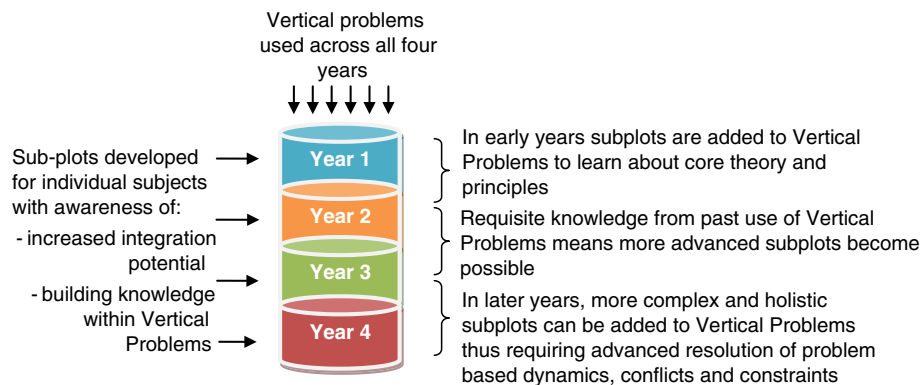 Vertical problems
used across all four
years
Sub-plots developed
for individual subjects
with awareness of:
- increased integration
potential
- building knowledge
within Vertical
Problems
Year 1
Year 2
Year 3
Year 4
In early years subplots are added to Vertical
Problems to learn about core theory and
principles
Requisite knowledge from past use of Vertical
Problems means more advanced subplots become
possible
In later years, more complex and holistic
subplots can be added to Vertical Problems
thus requiring advanced resolution of problem
based dynamics, conflicts and constraints